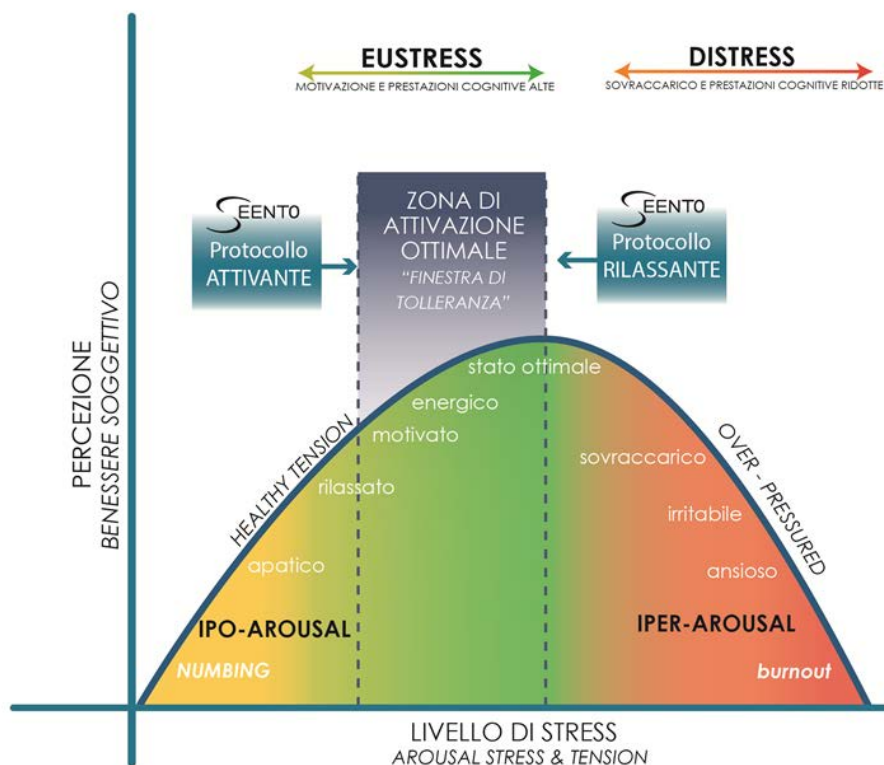 EUSTRESS
MOTIVAZIONE E PRESTAZIONI COGNITIVE ALTE
DISTRESS
SOVRACCARICO E PRESTAZIONI COGNITIVE RIDOTTE
SEENTO
Protocollo
ATTIVANTE
ZONA DI
ATTIVAZIONE
OTTIMALE
"FINESTRA DI
TOLLERANZA"
SEENTO
Protocollo
RILASSANTE
PERCEZIONE
BENESSERE SOGGETTIVO
HEALTHY TENSION
OVER - PRESSURED
stato ottimale
energico
motivato
rilassato
apatico
IPO-AROUSAL
NUMBING
sovraccarico
irritabile
ansioso
IPER-AROUSAL
burnout
LIVELLO DI STRESS
AROUSAL STRESS & TENSION